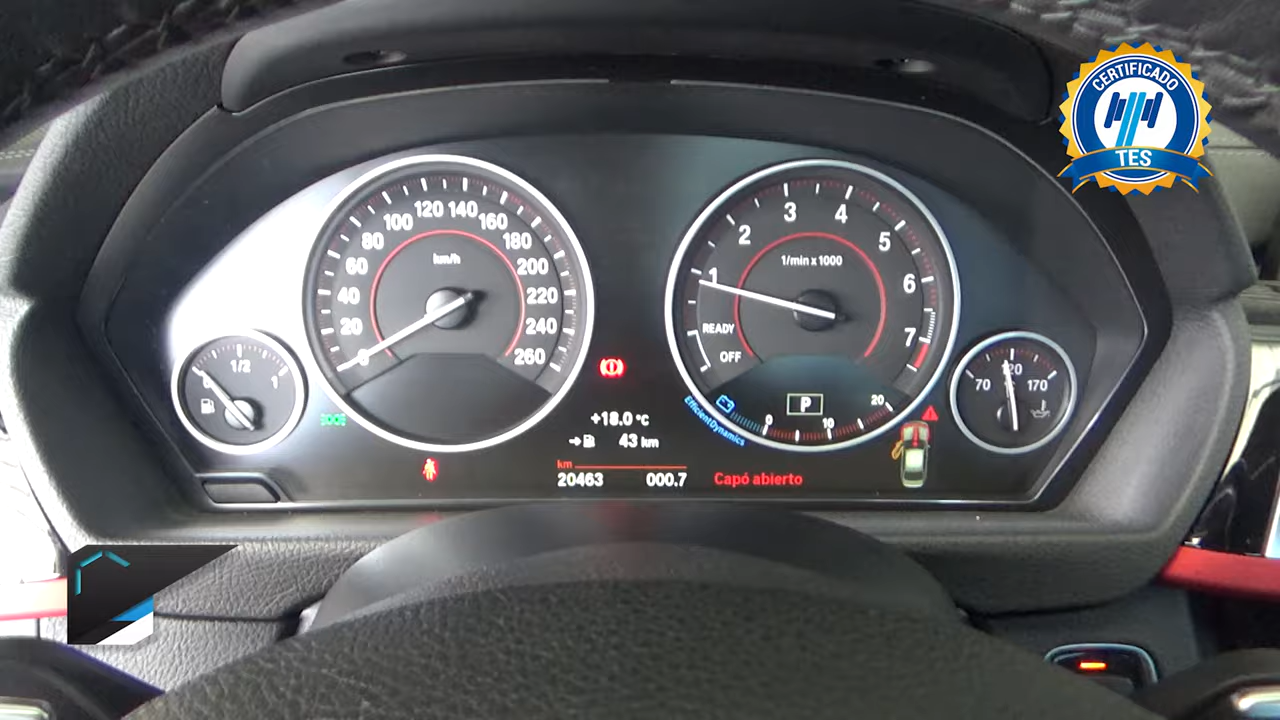 CERTIFICADO
TES
20
40
60
80
100
120
140
160
180
200
220
240
260
km/h
0
1/2
1
1
2
3
4
5
6
7
1/min x 1000
READY
OFF
P
0
10
20
EfficientDynamics
70
120
170
+18.0 °C
43 km
km
20463 000.7
Capó abierto